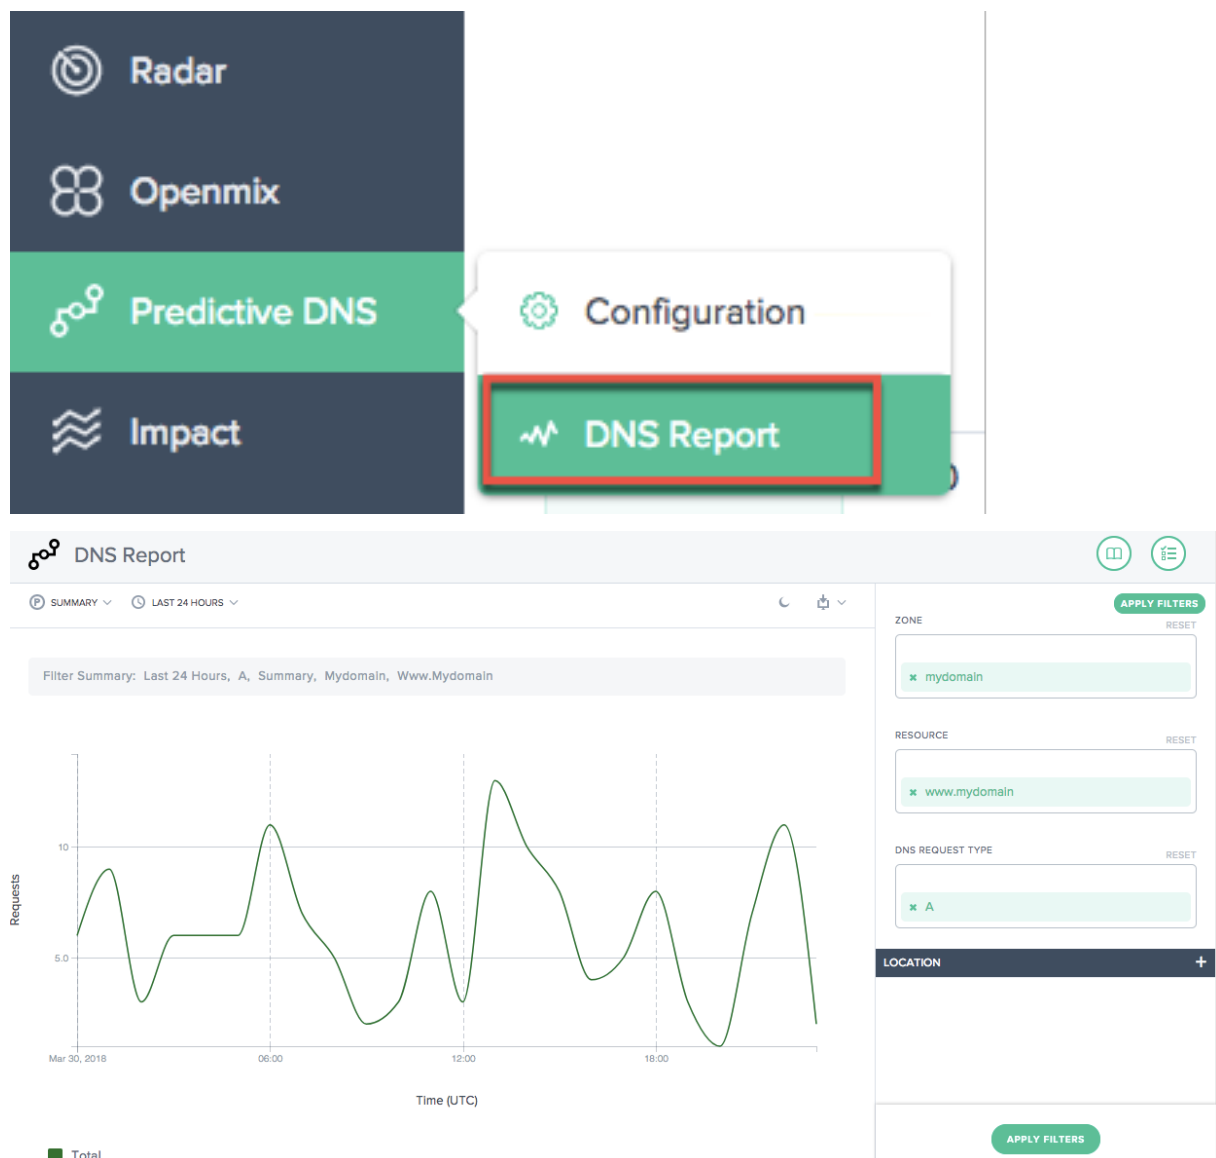 Radar
Openmix
Predictive DNS
Configuration
Impact
DNS Report
DNS Report
SUMMARY
LAST 24 HOURS
APPLY FILTERS
ZONE
RESET
mydomain
Filter Summary: Last 24 Hours, A, Summary, Mydomain, Www.Mydomain
RESOURCE
RESET
www.mydomain
DNS REQUEST TYPE
RESET
A
LOCATION
Requests
10
5.0
Mar 30, 2018
06:00
12:00
18:00
Time (UTC)
Total
APPLY FILTERS